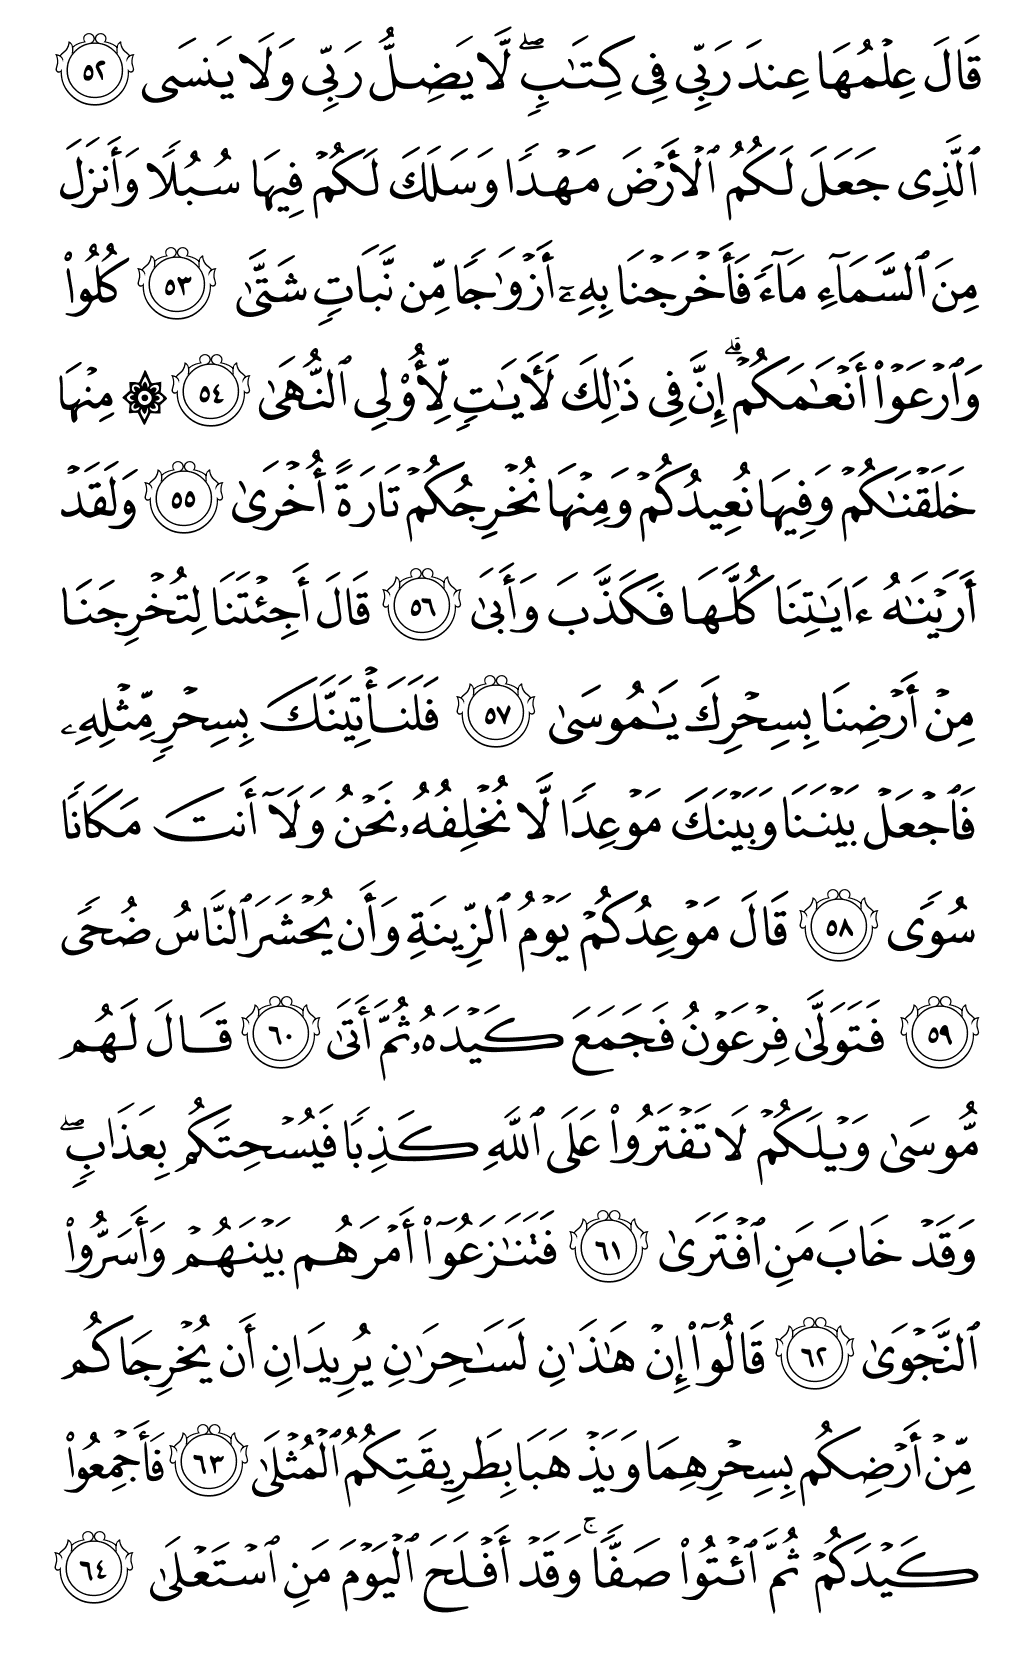 قَالَ عِلۡمُهَا عِندَ رَبِّي فِي كِتَٰبٖۖ لَّا يَضِلُّ رَبِّي وَلَا يَنسَى ٥٢
ٱلَّذِي جَعَلَ لَكُمُ ٱلۡأَرۡضَ مَهۡدٗا وَسَلَكَ لَكُمۡ فِيهَا سُبُلٗا وَأَنزَلَ
مِنَ ٱلسَّمَآءِ مَآءٗ فَأَخۡرَجۡنَا بِهِۦٓ أَزۡوَٰجٗا مِّن نَّبَاتٖ شَتَّىٰ ٥٣ كُلُواْ
وَٱرۡعَوۡاْ أَنۡعَٰمَكُمۡۚ إِنَّ فِي ذَٰلِكَ لَأٓيَٰتٖ لِّأُوْلِي ٱلنُّهَىٰ ٥٤ ۞ مِنۡهَا
خَلَقۡنَٰكُمۡ وَفِيهَا نُعِيدُكُمۡ وَمِنۡهَا نُخۡرِجُكُمۡ تَارَةً أُخۡرَىٰ ٥٥ وَلَقَدۡ
أَرَيۡنَٰهُ ءَايَٰتِنَا كُلَّهَا فَكَذَّبَ وَأَبَىٰ ٥٦ قَالَ أَجِئۡتَنَا لِتُخۡرِجَنَا
مِنۡ أَرۡضِنَا بِسِحۡرِكَ يَٰمُوسَىٰ ٥٧ فَلَنَأۡتِيَنَّكَ بِسِحۡرٖ مِّثۡلِهِۦ
فَٱجۡعَلۡ بَيۡنَنَا وَبَيۡنَكَ مَوۡعِدٗا لَّا نُخۡلِفُهُۥ نَحۡنُ وَلَآ أَنتَ مَكَانٗا
سُوٗى ٥٨ قَالَ مَوۡعِدُكُمۡ يَوۡمُ ٱلزِّينَةِ وَأَن يُحۡشَرَ ٱلنَّاسُ ضُحٗى
٥٩ فَتَوَلَّىٰ فِرۡعَوۡنُ فَجَمَعَ كَيۡدَهُۥ ثُمَّ أَتَىٰ ٦٠ قَالَ لَهُم
مُّوسَىٰ وَيۡلَكُمۡ لَا تَفۡتَرُواْ عَلَى ٱللَّهِ كَذِبٗا فَيُسۡحِتَكُم بِعَذَابٖۖ
وَقَدۡ خَابَ مَنِ ٱفۡتَرَىٰ ٦١ فَتَنَٰزَعُوٓاْ أَمۡرَهُم بَيۡنَهُمۡ وَأَسَرُّواْ
ٱلنَّجۡوَىٰ ٦٢ قَالُوٓاْ إِنۡ هَٰذَٰنِ لَسَٰحِرَٰنِ يُرِيدَانِ أَن يُخۡرِجَاكُم
مِّنۡ أَرۡضِكُم بِسِحۡرِهِمَا وَيَذۡهَبَا بِطَرِيقَتِكُمُ ٱلۡمُثۡلَىٰ ٦٣ فَأَجۡمِعُواْ
كَيۡدَكُمۡ ثُمَّ ٱئۡتُواْ صَفّٗاۚ وَقَدۡ أَفۡلَحَ ٱلۡيَوۡمَ مَنِ ٱسۡتَعۡلَىٰ ٦٤